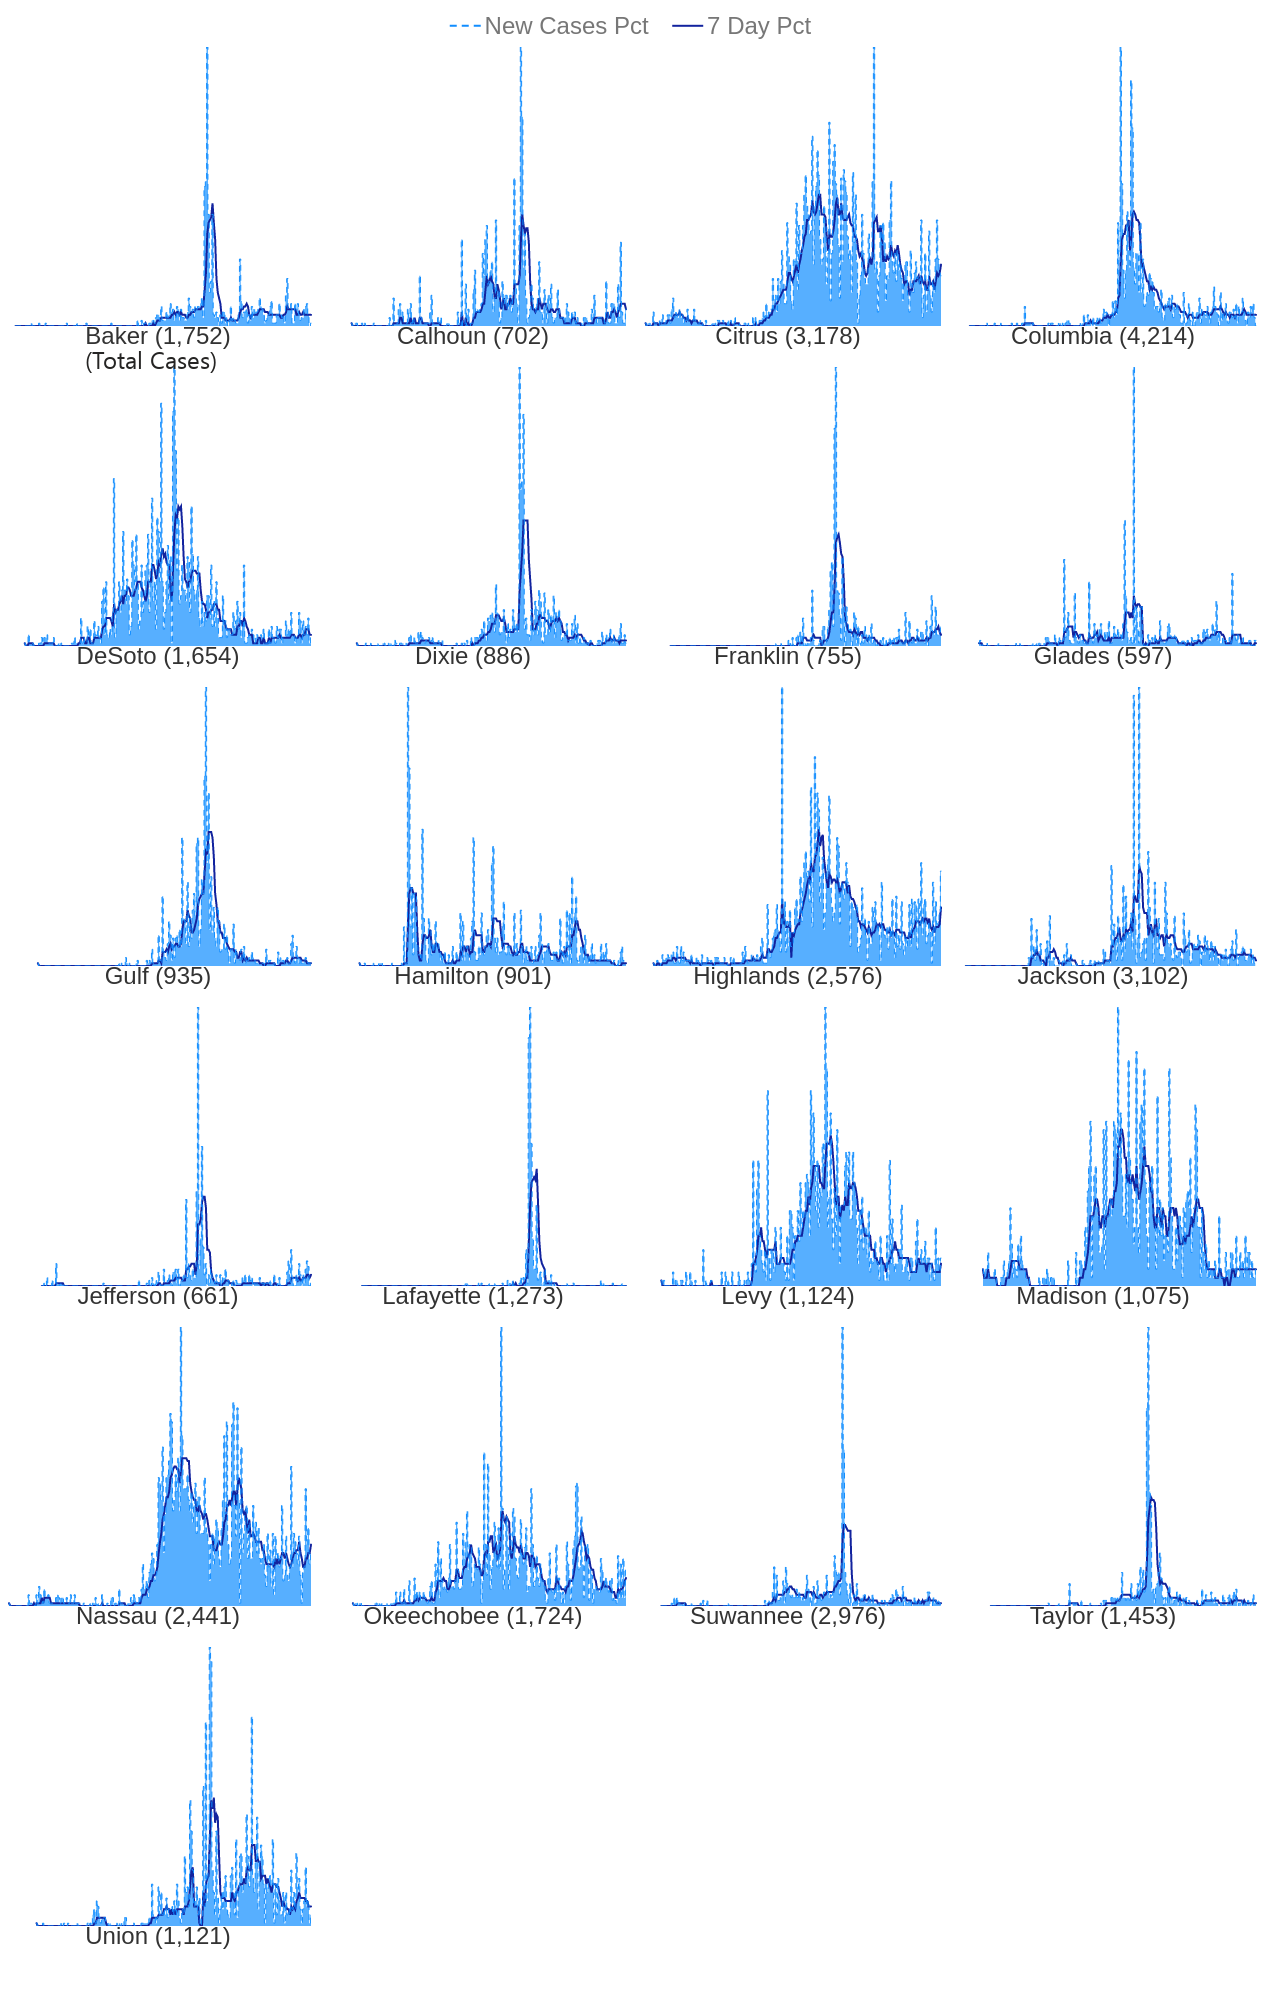 New Cases Pct 7 Day Pct
Baker (1,752) Calhoun (702) Citrus (3,178) Columbia (4,214)
(Total Cases)
DeSoto (1,654) Dixie (886) Franklin (755) Glades (597)
Gulf (935) Hamilton (901) Highlands (2,576) Jackson (3,102)
Jefferson (661) Lafayette (1,273) Levy (1,124) Madison (1,075)
Nassau (2,441) Okeechobee (1,724) Suwannee (2,976) Taylor (1,453)
Union (1,121)